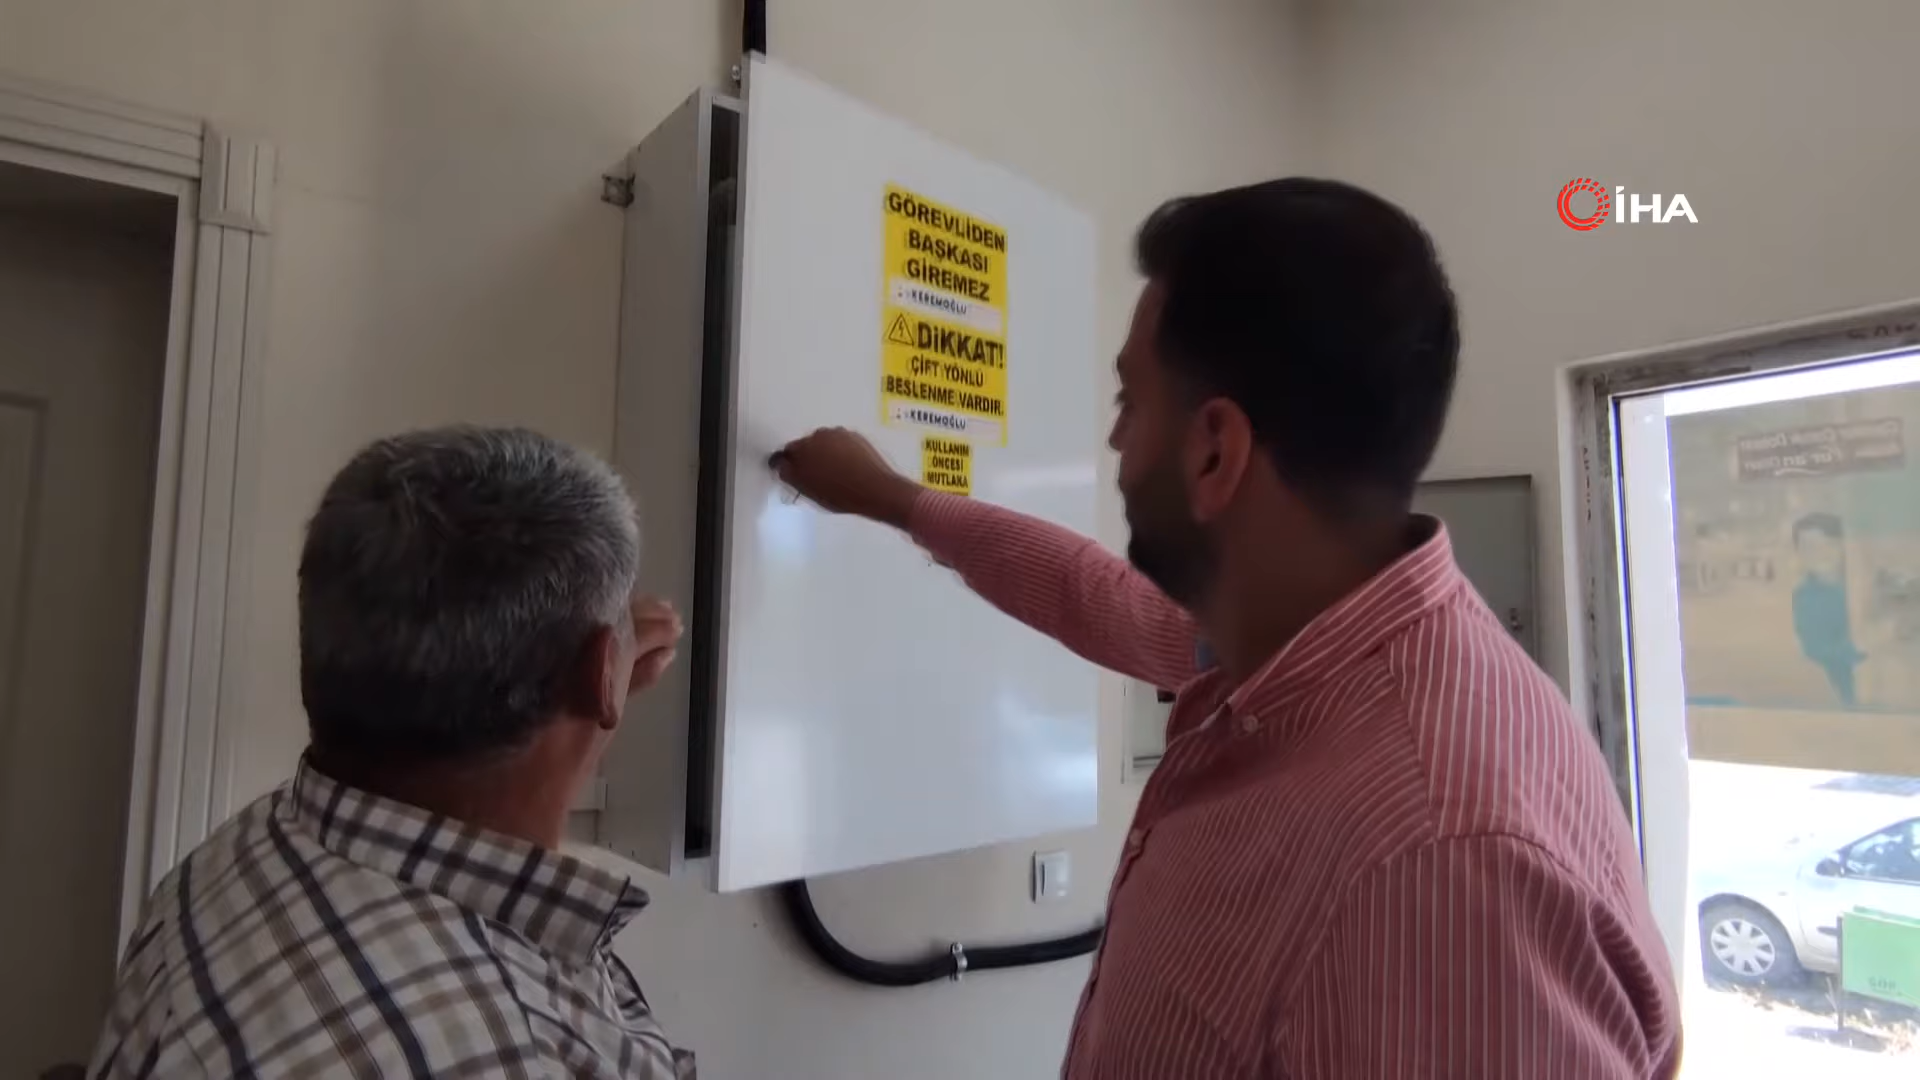 İHA
GÖREVLİDEN
BAŞKASI
GİREMEZ
KEREMOĞLU
DİKKAT!
ÇİFT YÖNLÜ
BESLENME VARDIR.
KEREMOĞLU
KULLANIM
ÖNCESİ
MUTLAKA